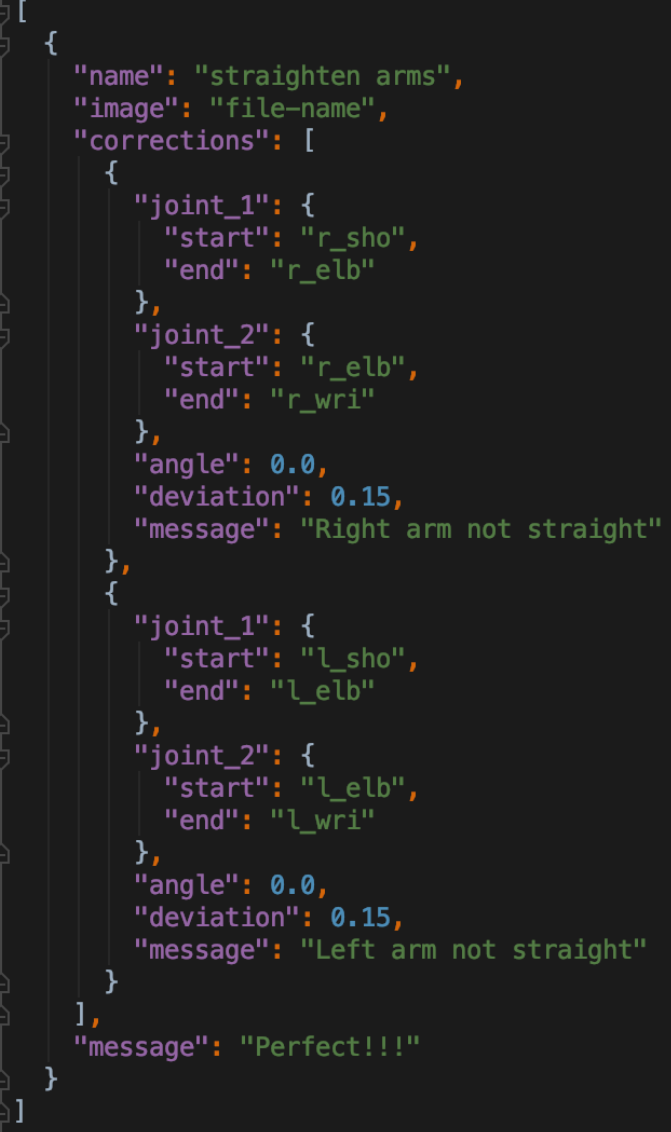 [
  {
    "name": "straighten arms",
    "image": "file-name",
    "corrections": [
      {
        "joint_1": {
          "start": "r_sho",
          "end": "r_elb"
        },
        "joint_2": {
          "start": "r_elb",
          "end": "r_wri"
        },
        "angle": 0.0,
        "deviation": 0.15,
        "message": "Right arm not straight"
      },
      {
        "joint_1": {
          "start": "l_sho",
          "end": "l_elb"
        },
        "joint_2": {
          "start": "l_elb",
          "end": "l_wri"
        },
        "angle": 0.0,
        "deviation": 0.15,
        "message": "Left arm not straight"
      }
    ],
    "message": "Perfect!!!"
  }
]